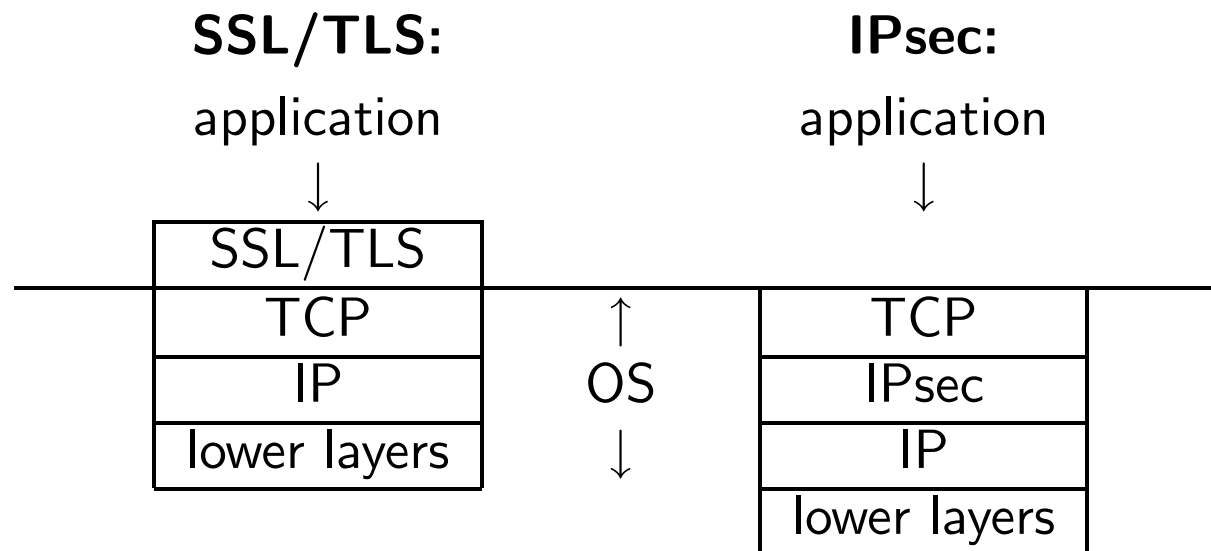 SSL/TLS:
application
↓
SSL/TLS
TCP
IP
lower layers
↑
OS
↓
IPsec:
application
↓
TCP
IPsec
IP
lower layers